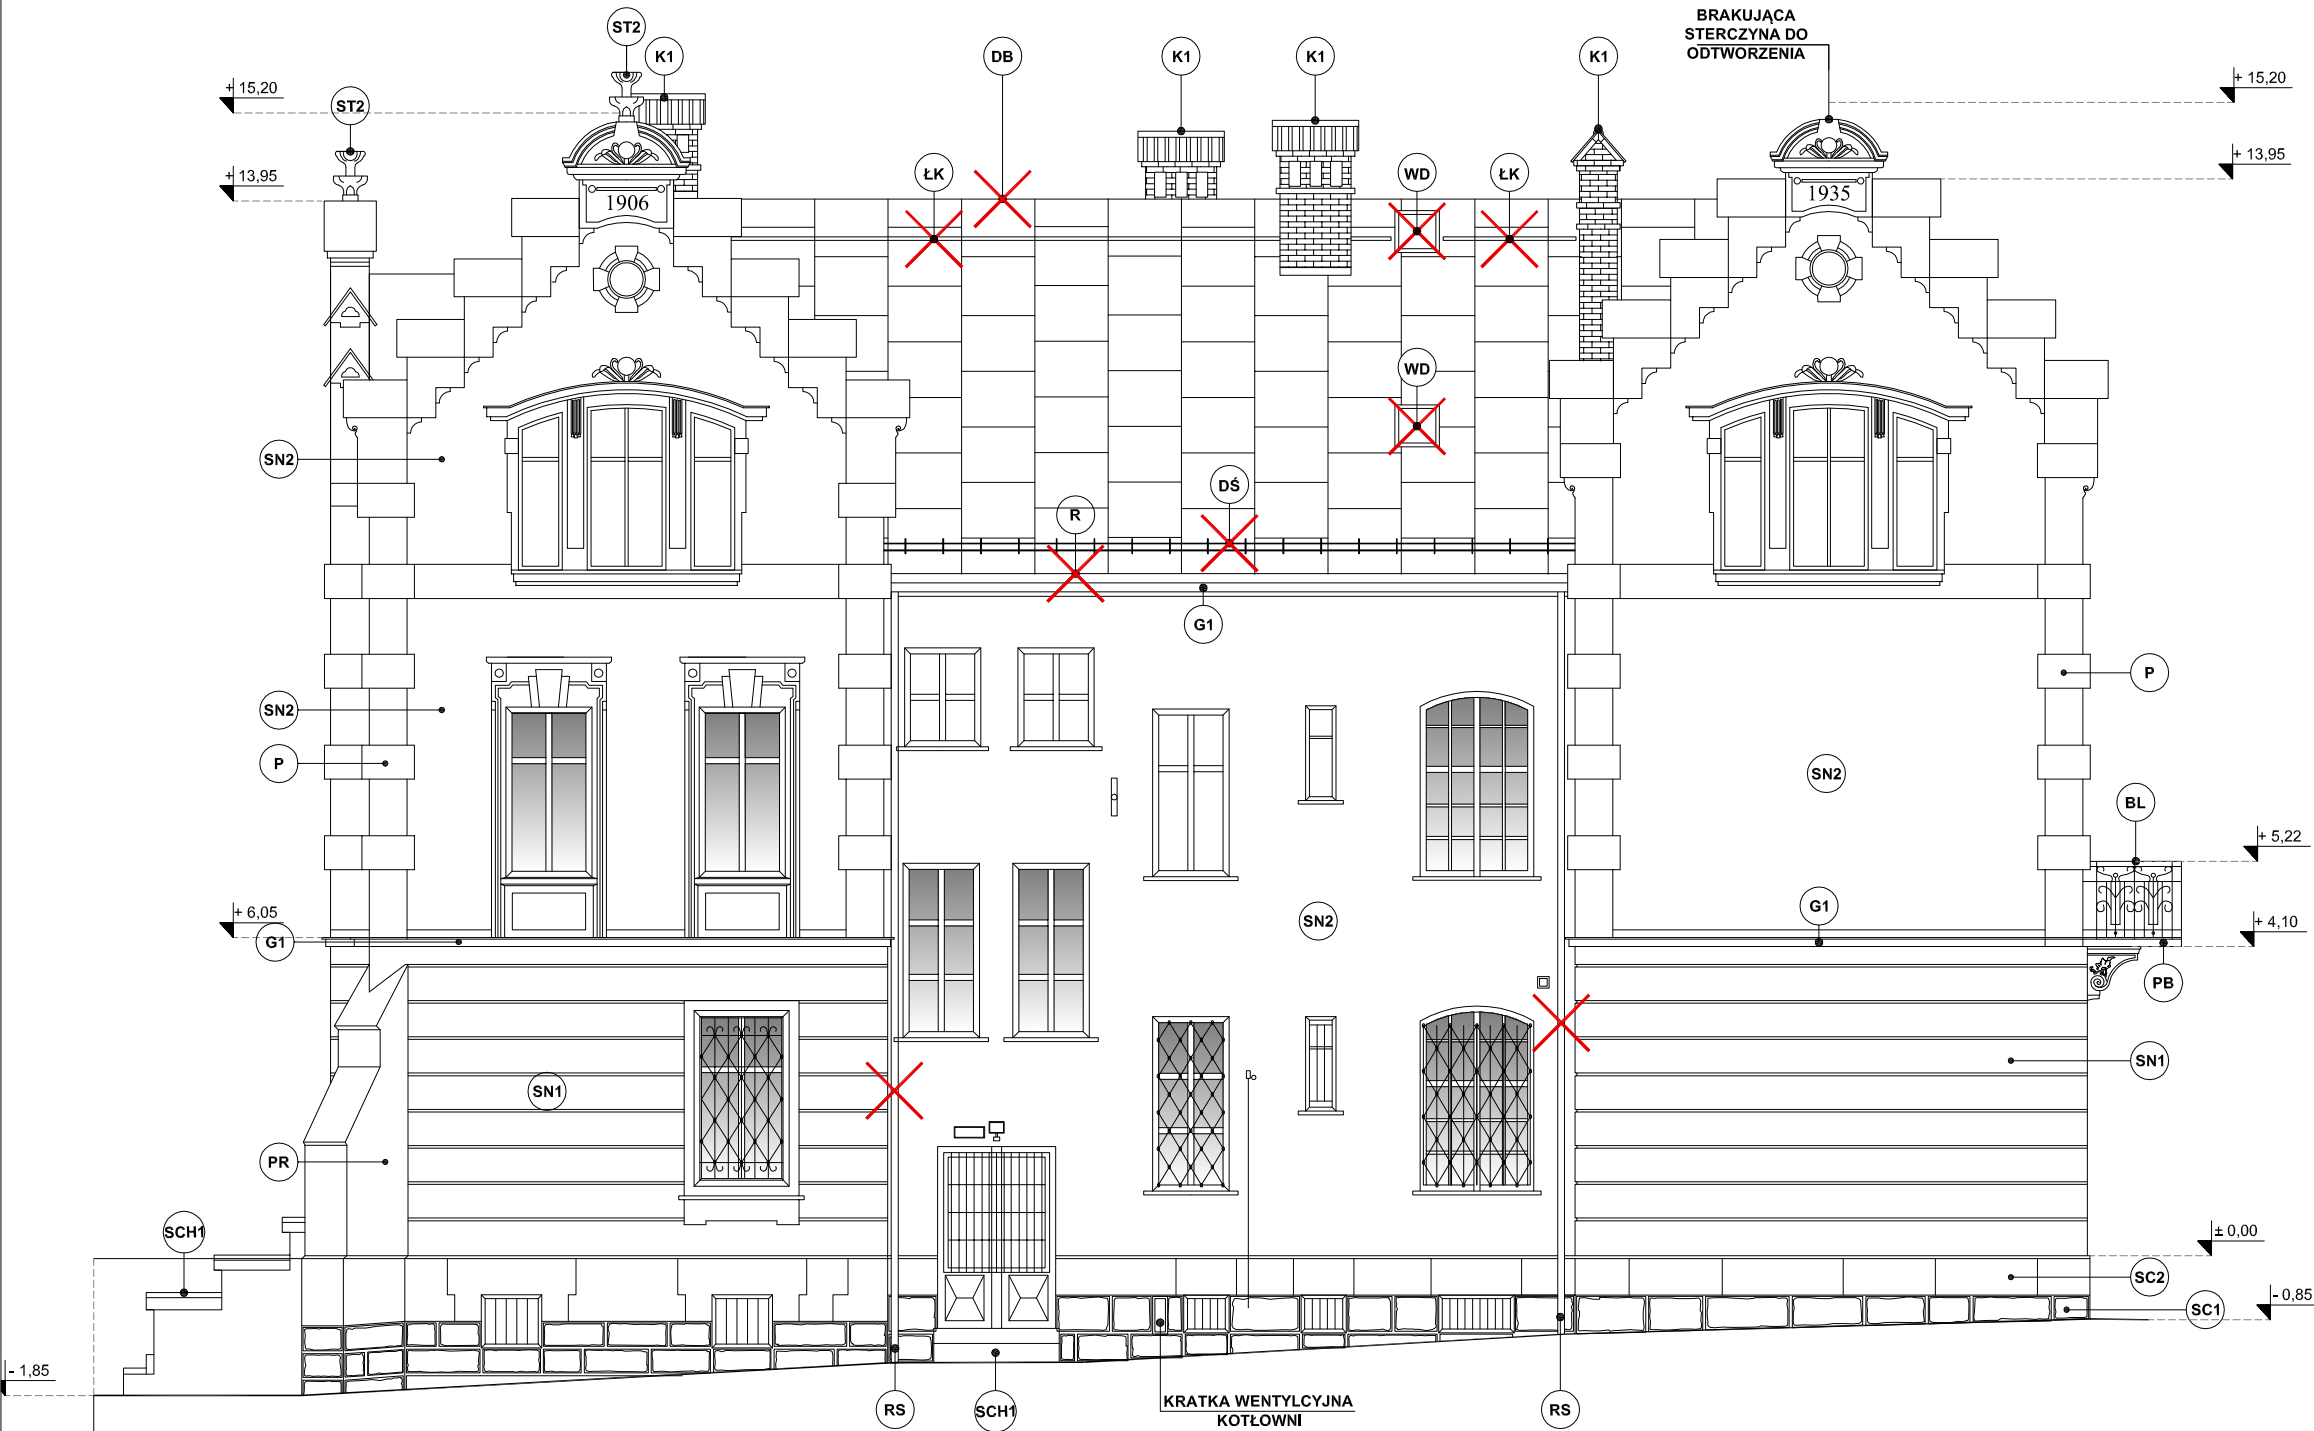 BRAKUJĄCA
STERCZYNA DO
ODTWORZENIA
ST2
K1
DB
K1
K1
K1
+ 15,20
+ 15,20
ST2
+ 13,95
ŁK
WD
ŁK
+ 13,95
1906
1935
WD
SN2
DŚ
R
G1
SN2
P
P
SN2
BL
+ 5,22
+ 6,05
G1
SN2
G1
+ 4,10
PB
SN1
SN1
PR
SCH1
± 0,00
SC2
- 0,85
SC1
- 1,85
RS
SCH1
KRATKA WENTYLCYJNA
KOTŁOWNI
RS